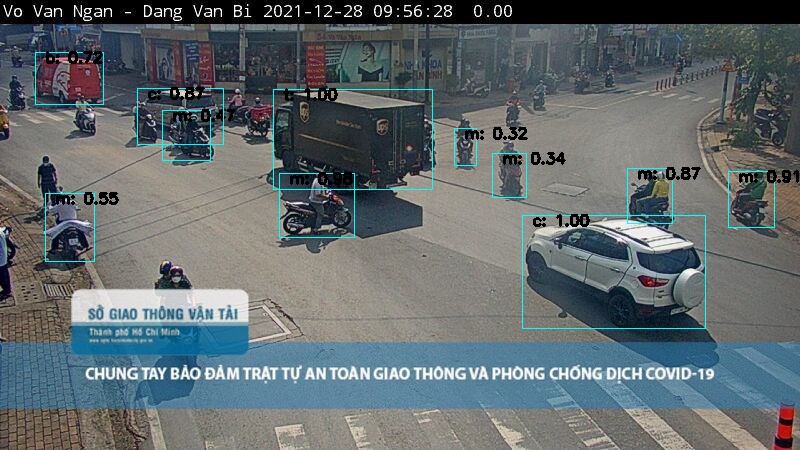 Vo Van Ngan - Dang Van Bi 2021-12-28 09:56:28 0.00
b: 0.72
c: 0.87
m: 0.47
t: 1.00
m: 0.32
m: 0.34
m: 0.98
m: 0.87
m: 0.91
m: 0.55
c: 1.00
SỞ GIAO THÔNG VẬN TẢI
Thành phố Hồ Chí Minh
CHUNG TAY BẢO ĐẢM TRẬT TỰ AN TOÀN GIAO THÔNG VÀ PHÒNG CHỐNG DỊCH COVID-19